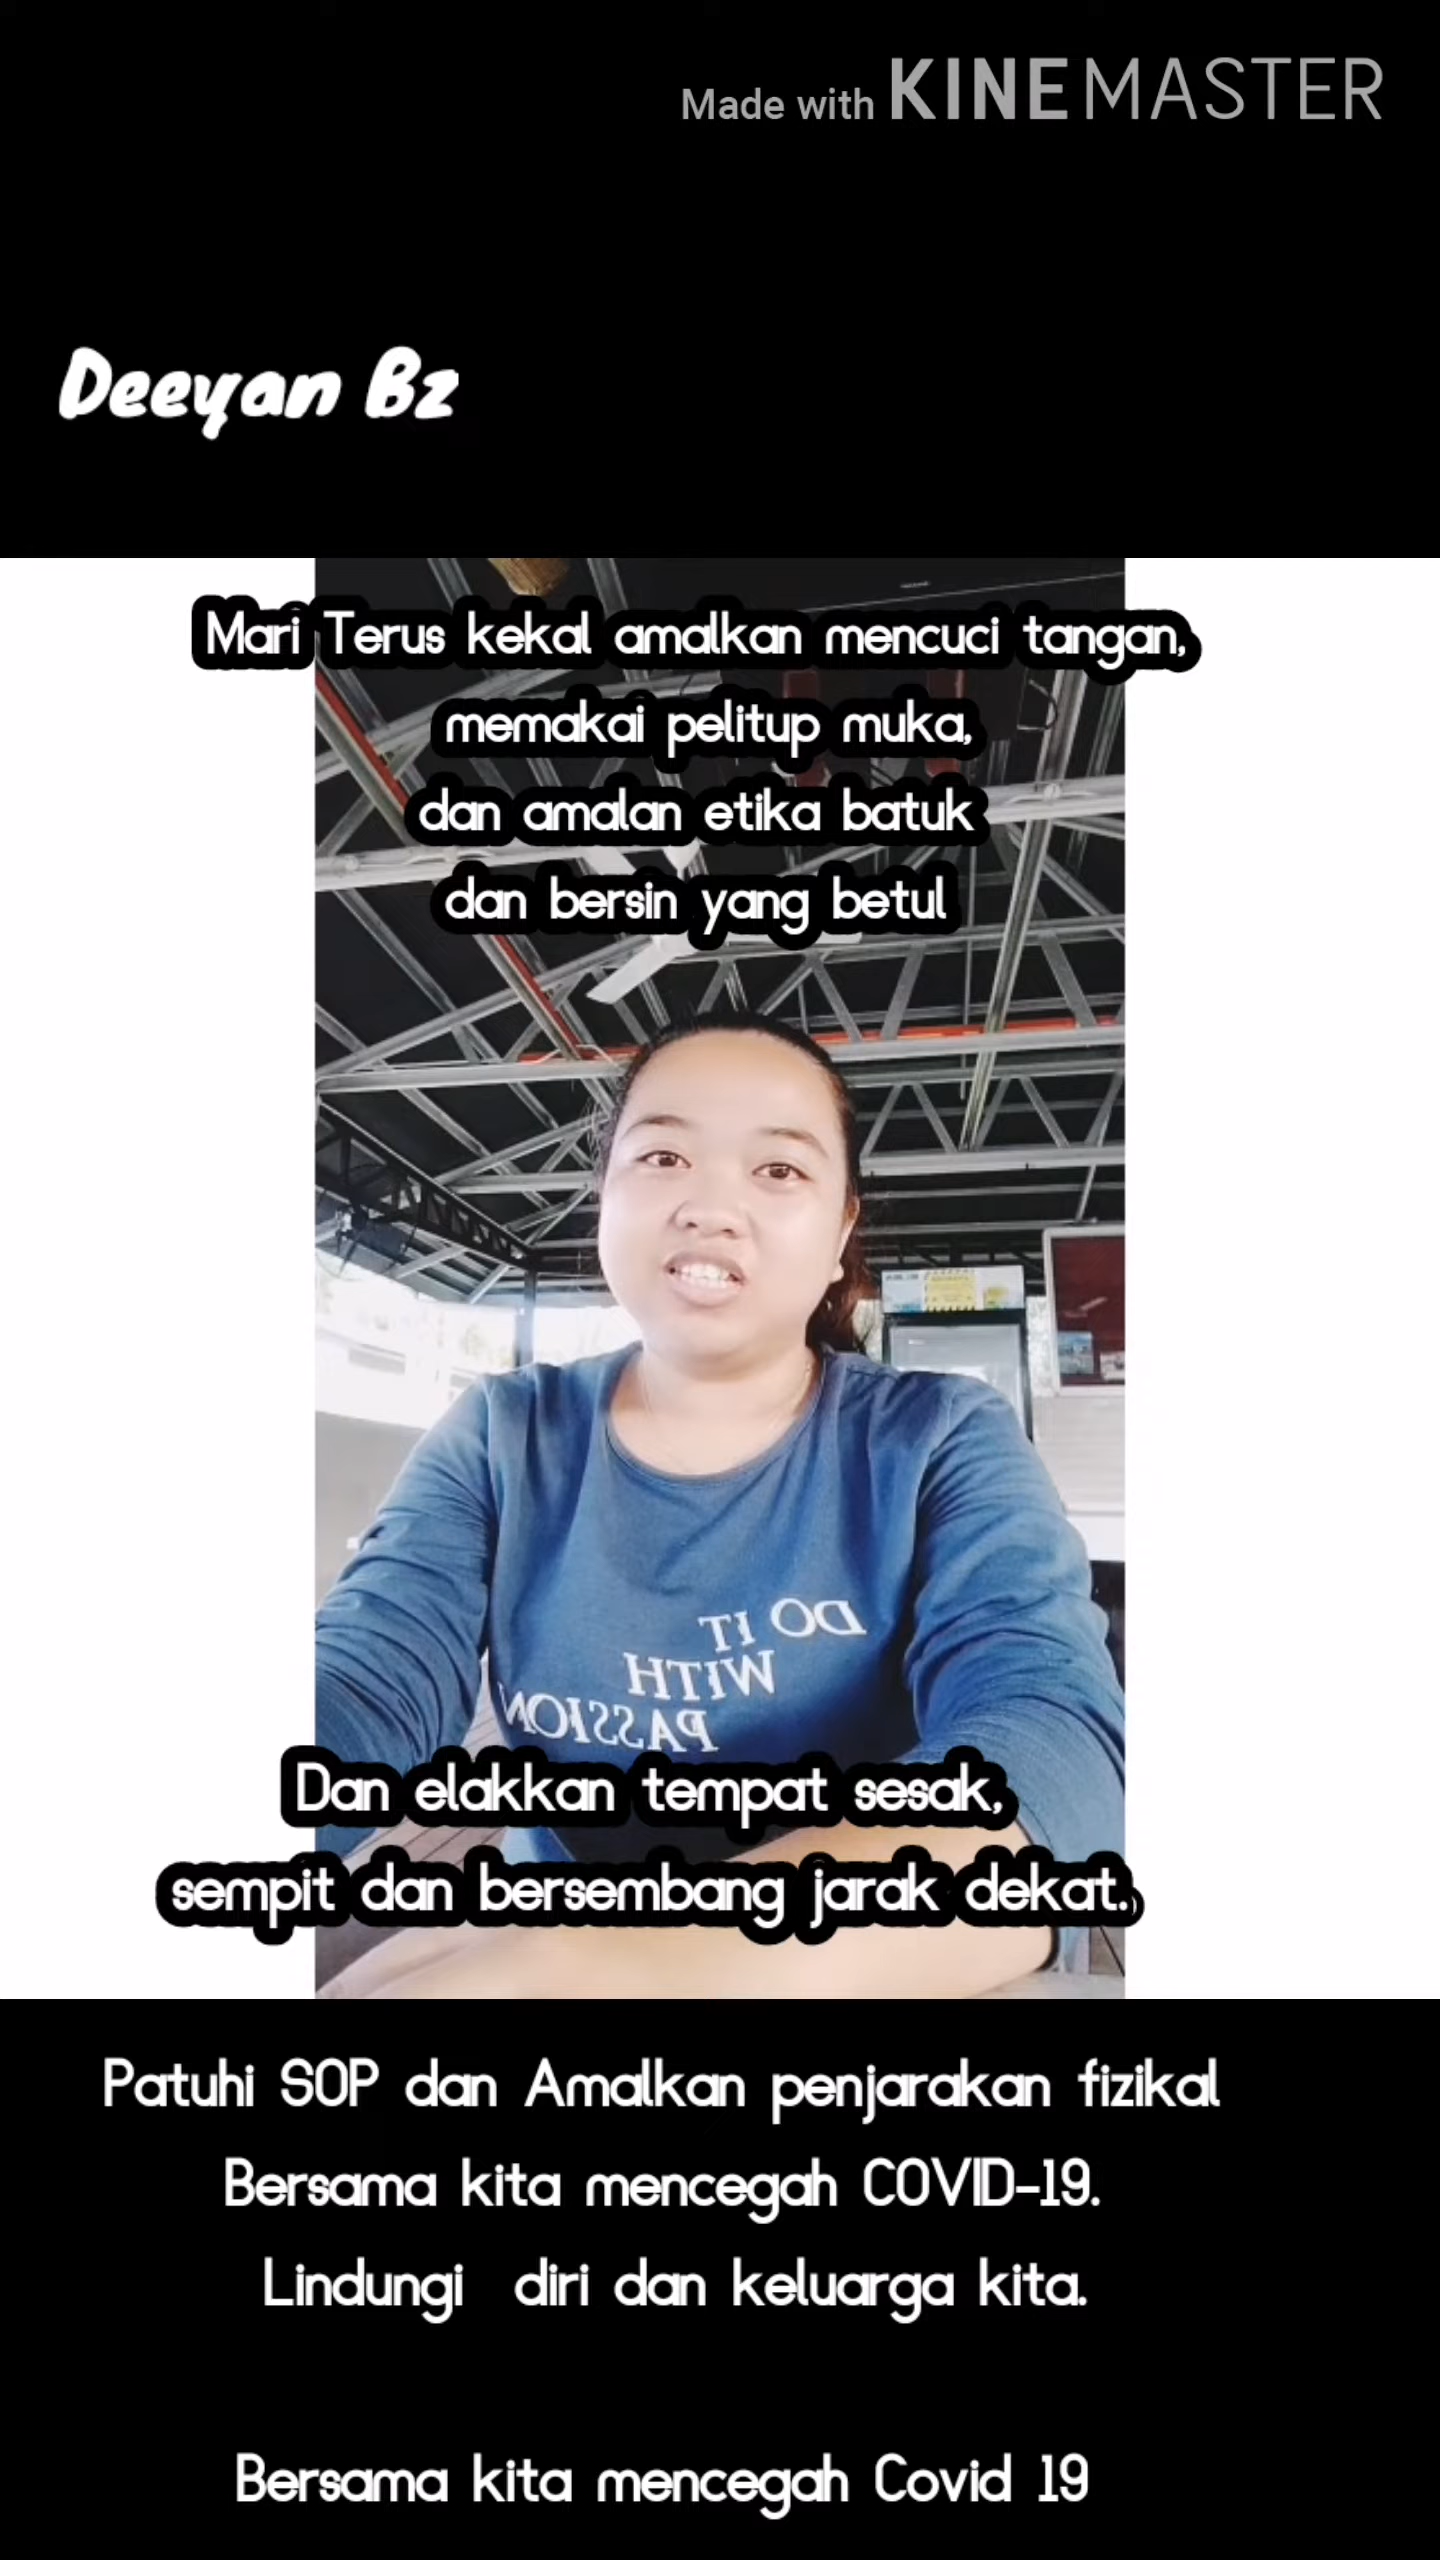 Made with KINEMASTER
Deeyan Bz
Mari Terus kekal amalkan mencuci tangan,
memakai pelitup muka,
dan amalan etika batuk
dan bersin yang betul
DO IT
WITH
PASSION
Dan elakkan tempat sesak,
sempit dan bersembang jarak dekat.
Patuhi SOP dan Amalkan penjarakan fizikal
Bersama kita mencegah COVID-19.
Lindungi diri dan keluarga kita.
Bersama kita mencegah Covid 19